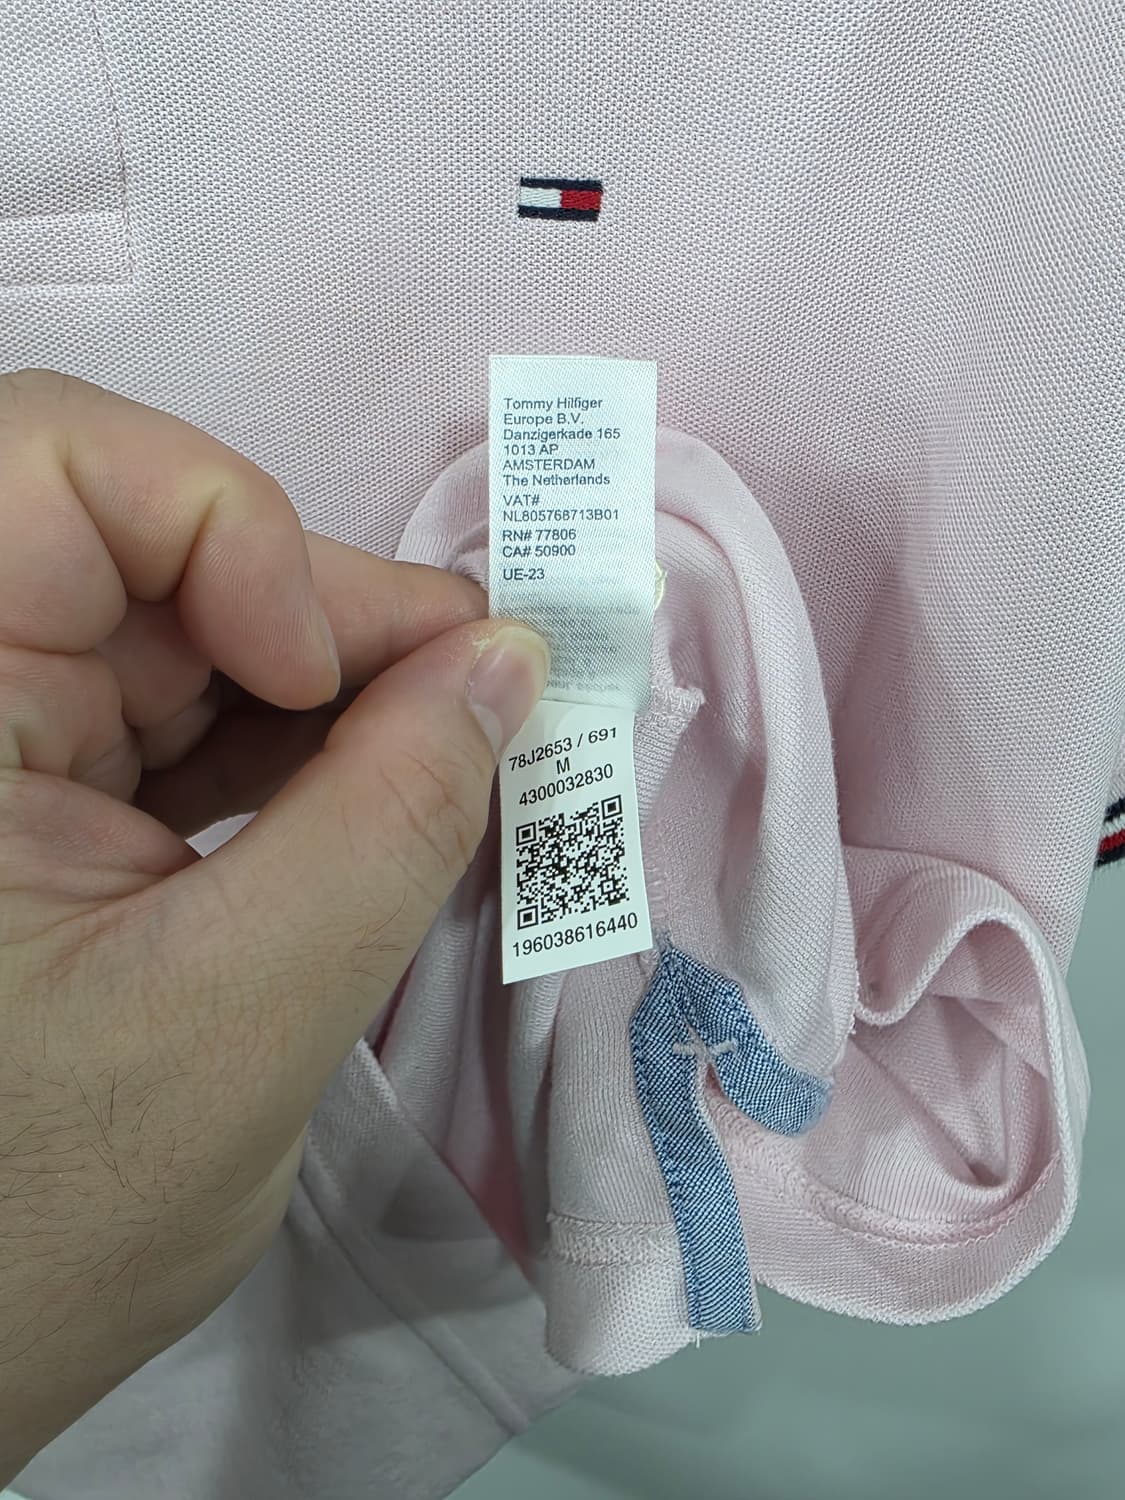 Tommy Hilfiger
Europe B.V.
Danzigerkade 165
1013 AP
AMSTERDAM
The Netherlands
VAT#
NL805768713B01
RN# 77806
CA# 50900
UE-23
78J2653 / 691
M
4300032830
196038616440